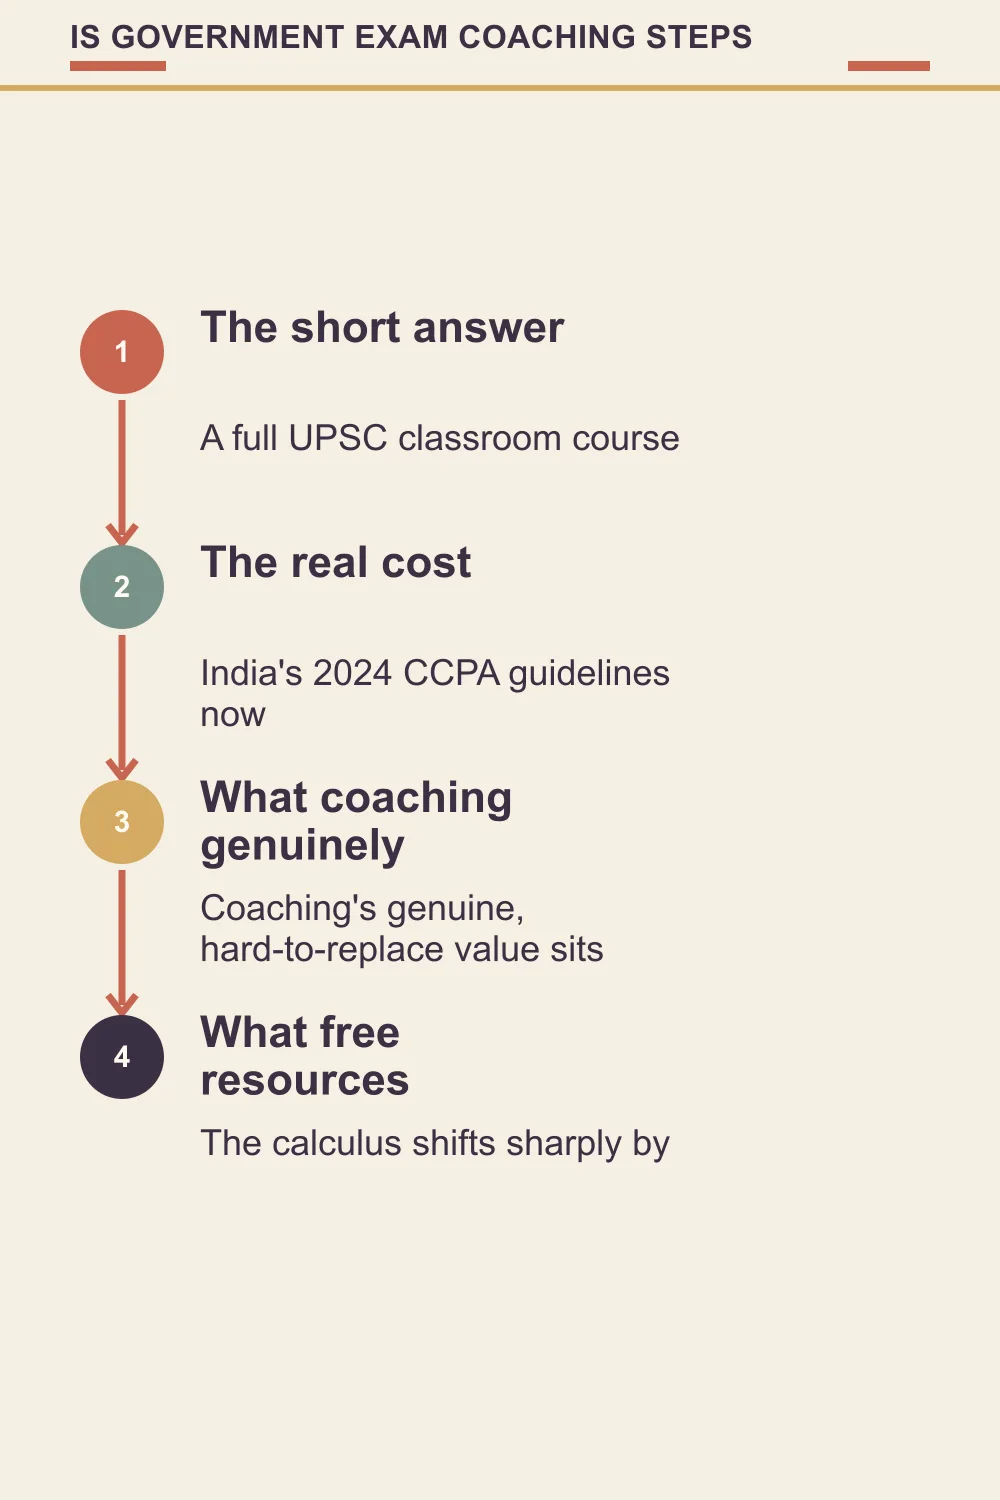 IS GOVERNMENT EXAM COACHING STEPS
1
The short answer
A full UPSC classroom course
2
The real cost
India's 2024 CCPA guidelines
now
3
What coaching
genuinely
Coaching's genuine,
hard-to-replace value sits
4
What free
resources
The calculus shifts sharply by